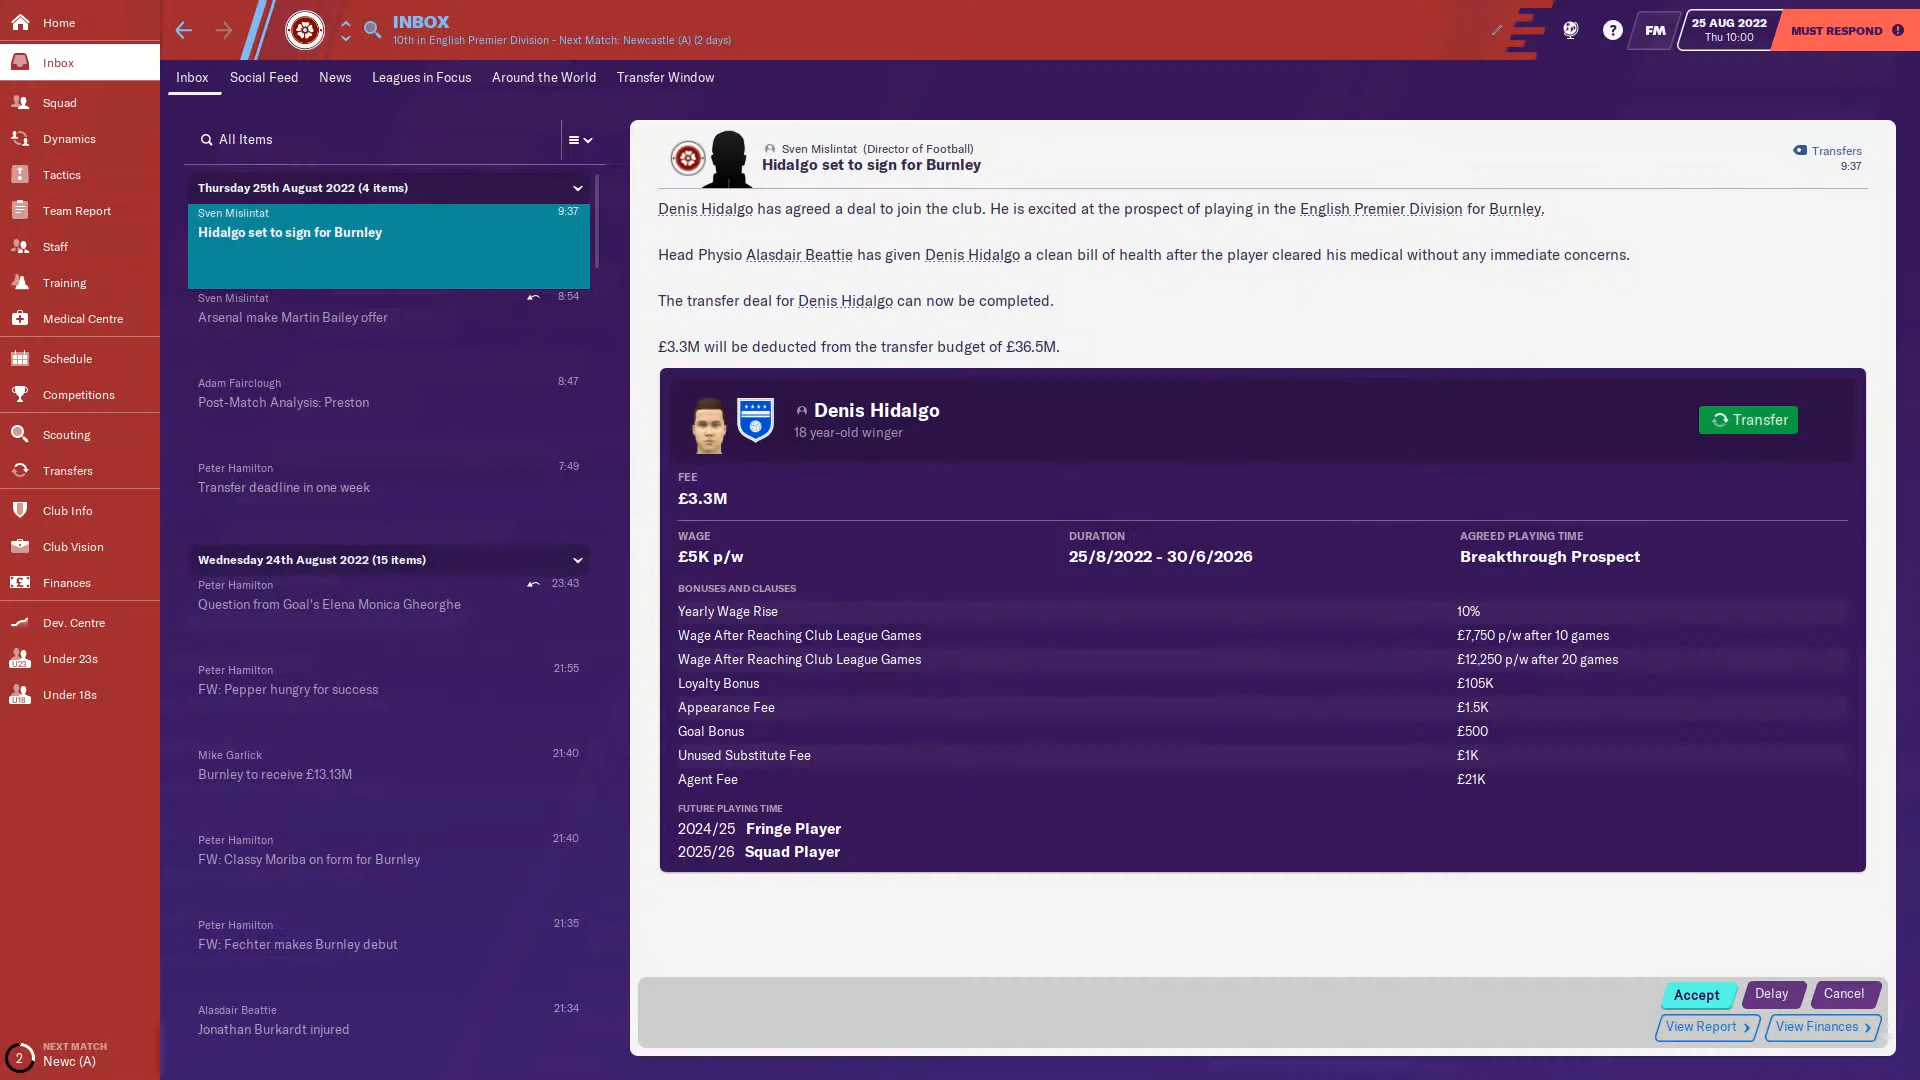 Home
Inbox
Squad
Dynamics
Tactics
Team Report
Staff
Training
Medical Centre
Schedule
Competitions
Scouting
Transfers
Club Info
Club Vision
Finances
Dev. Centre
U23 Under 23s
U18 Under 18s
2 NEXT MATCH
Newc (A)
INBOX
10th in English Premier Division - Next Match: Newcastle (A) (2 days)
? FM
25 AUG 2022
Thu 10:00
MUST RESPOND
Inbox Social Feed News Leagues in Focus Around the World Transfer Window
All Items
Thursday 25th August 2022 (4 items)
Sven Mislintat 9:37
Hidalgo set to sign for Burnley
Sven Mislintat 8:54
Arsenal make Martin Bailey offer
Adam Fairclough 8:47
Post-Match Analysis: Preston
Peter Hamilton 7:49
Transfer deadline in one week
Wednesday 24th August 2022 (15 items)
Peter Hamilton 23:43
Question from Goal's Elena Monica Gheorghe
Peter Hamilton 21:55
FW: Pepper hungry for success
Mike Garlick 21:40
Burnley to receive £13.13M
Peter Hamilton 21:40
FW: Classy Moriba on form for Burnley
Peter Hamilton 21:35
FW: Fechter makes Burnley debut
Alasdair Beattie 21:34
Jonathan Burkardt injured
Sven Mislintat (Director of Football)
Hidalgo set to sign for Burnley
Transfers
9:37
Denis Hidalgo has agreed a deal to join the club. He is excited at the prospect of playing in the English Premier Division for Burnley.
Head Physio Alasdair Beattie has given Denis Hidalgo a clean bill of health after the player cleared his medical without any immediate concerns.
The transfer deal for Denis Hidalgo can now be completed.
£3.3M will be deducted from the transfer budget of £36.5M.
Denis Hidalgo
18 year-old winger
Transfer
FEE
£3.3M
WAGE DURATION AGREED PLAYING TIME
£5K p/w 25/8/2022 - 30/6/2026 Breakthrough Prospect
BONUSES AND CLAUSES
Yearly Wage Rise 10%
Wage After Reaching Club League Games £7,750 p/w after 10 games
Wage After Reaching Club League Games £12,250 p/w after 20 games
Loyalty Bonus £105K
Appearance Fee £1.5K
Goal Bonus £500
Unused Substitute Fee £1K
Agent Fee £21K
FUTURE PLAYING TIME
2024/25 Fringe Player
2025/26 Squad Player
Accept Delay Cancel
View Report View Finances